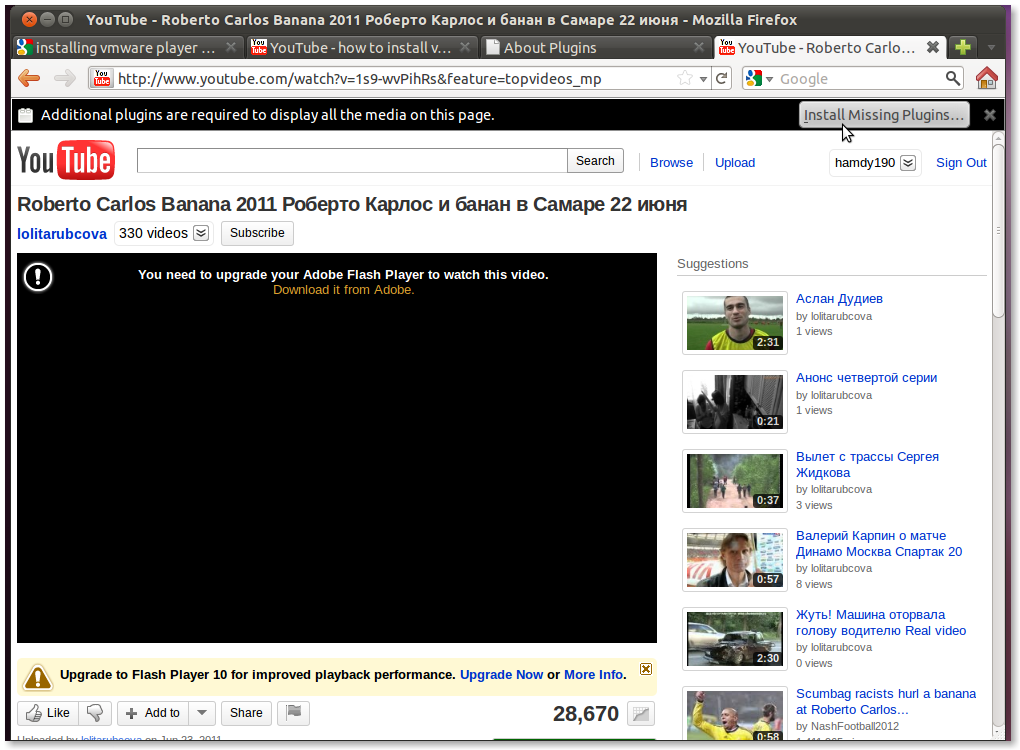 YouTube - Roberto Carlos Banana 2011 Роберто Карлос и банан в Самаре 22 июня - Mozilla Firefox
installing vmware player ...
YouTube - how to install v...
About Plugins
YouTube - Roberto Carlo...
http://www.youtube.com/watch?v=1s9-wvPihRs&feature=topvideos_mp
Google
Additional plugins are required to display all the media on this page.
Install Missing Plugins...
YouTube
Search
Browse
Upload
hamdy190
Sign Out
Roberto Carlos Banana 2011 Роберто Карлос и банан в Самаре 22 июня
lolitarubcova
330 videos
Subscribe
You need to upgrade your Adobe Flash Player to watch this video.
Download it from Adobe.
Upgrade to Flash Player 10 for improved playback performance. Upgrade Now or More Info.
Like
Add to
Share
28,670
Uploaded by lolitarubcova on Jun 23, 2011
Suggestions
2:31
Аслан Дудиев
by lolitarubcova
1 views
0:21
Анонс четвертой серии
by lolitarubcova
1 views
0:37
Вылет с трассы Сергея
Жидкова
by lolitarubcova
3 views
0:57
Валерий Карпин о матче
Динамо Москва Спартак 20
by lolitarubcova
8 views
2:30
Жуть! Машина оторвала
голову водителю Real video
by lolitarubcova
0 views
0:58
Scumbag racists hurl a banana
at Roberto Carlos...
by NashFootball2012